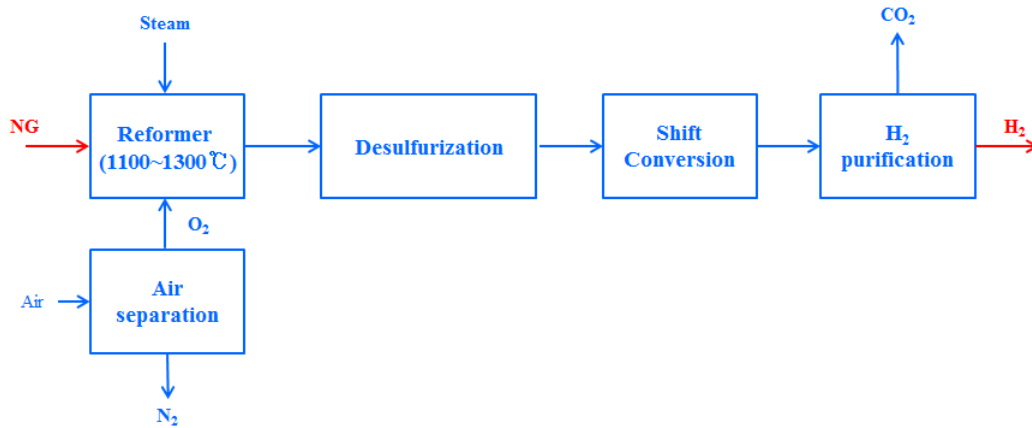 Steam
CO₂
NG
Reformer
(1100~1300℃)
Desulfurization
Shift
Conversion
H₂
purification
H₂
O₂
Air
Air
separation
N₂